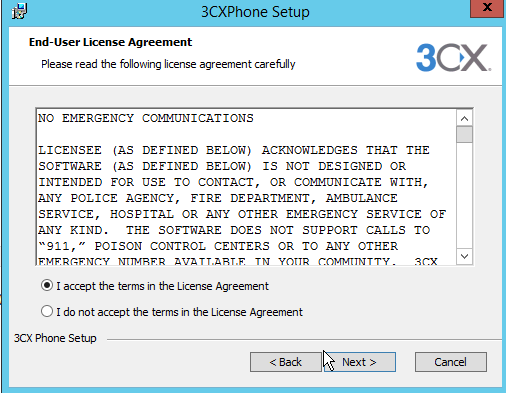 3CXPhone Setup
x
End-User License Agreement
Please read the following license agreement carefully
3CX.
NO EMERGENCY COMMUNICATIONS
LICENSEE (AS DEFINED BELOW) ACKNOWLEDGES THAT THE
SOFTWARE (AS DEFINED BELOW) IS NOT DESIGNED OR
INTENDED FOR USE TO CONTACT, OR COMMUNICATE WITH,
ANY POLICE AGENCY, FIRE DEPARTMENT, AMBULANCE
SERVICE, HOSPITAL OR ANY OTHER EMERGENCY SERVICE OF
ANY KIND.  THE SOFTWARE DOES NOT SUPPORT CALLS TO
“911,” POISON CONTROL CENTERS OR TO ANY OTHER
EMERGENCY NUMBER AVAILABLE IN YOUR COMMUNITY.  3CX
I accept the terms in the License Agreement
I do not accept the terms in the License Agreement
3CX Phone Setup
< Back Next > Cancel